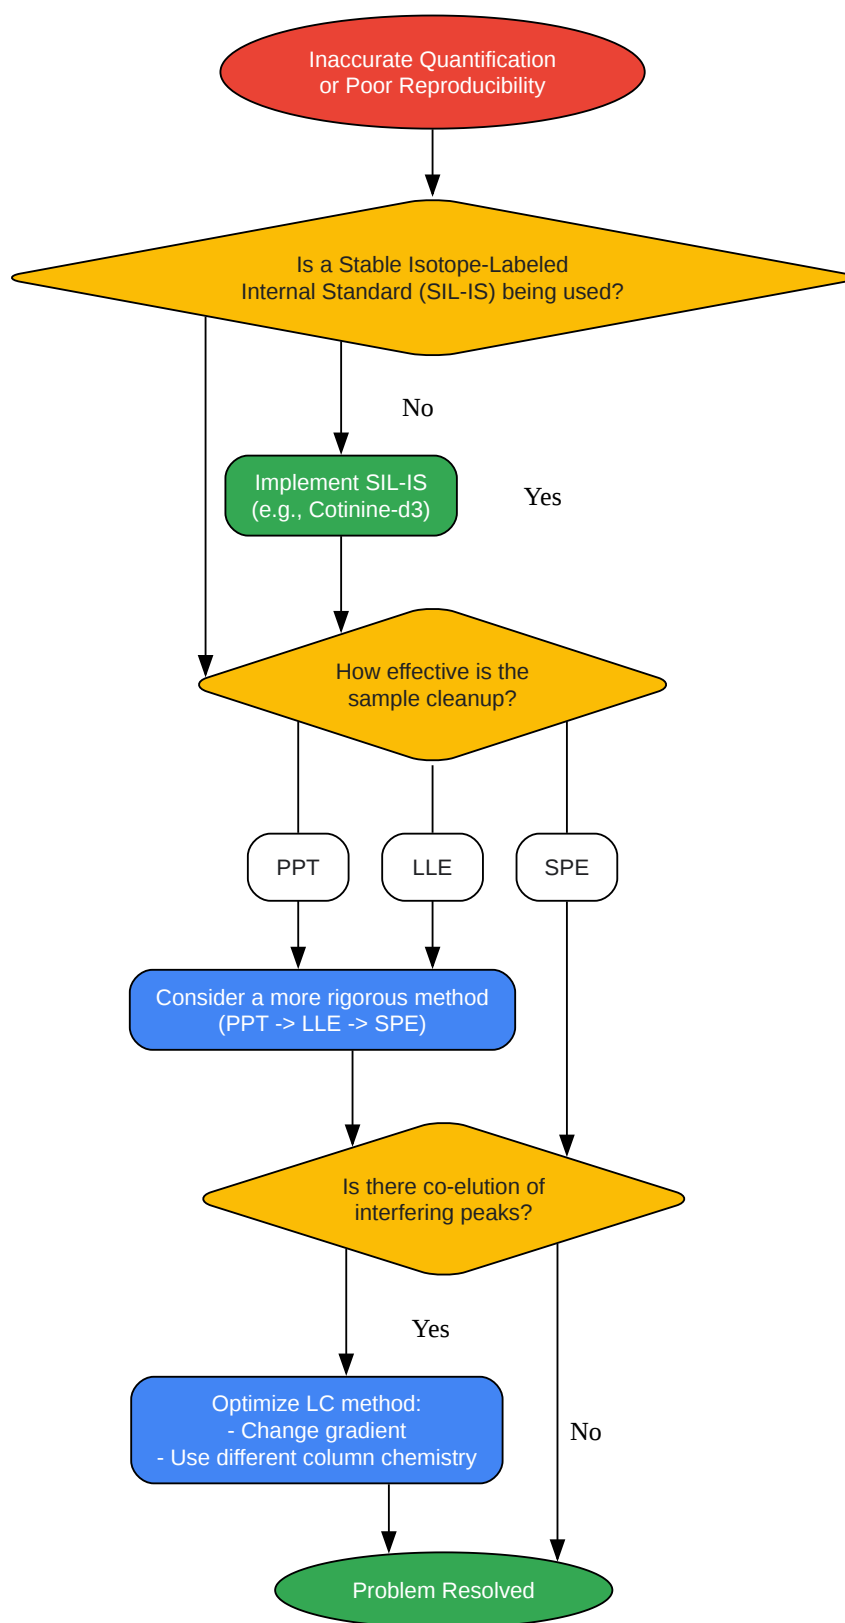 Inaccurate Quantification
or Poor Reproducibility
Is a Stable Isotope-Labeled
Internal Standard (SIL-IS) being used?
No
Implement SIL-IS
(e.g., Cotinine-d3)
Yes
How effective is the
sample cleanup?
PPT
LLE
SPE
Consider a more rigorous method
(PPT -> LLE -> SPE)
Is there co-elution of
interfering peaks?
Yes
Optimize LC method:
- Change gradient
- Use different column chemistry
No
Problem Resolved